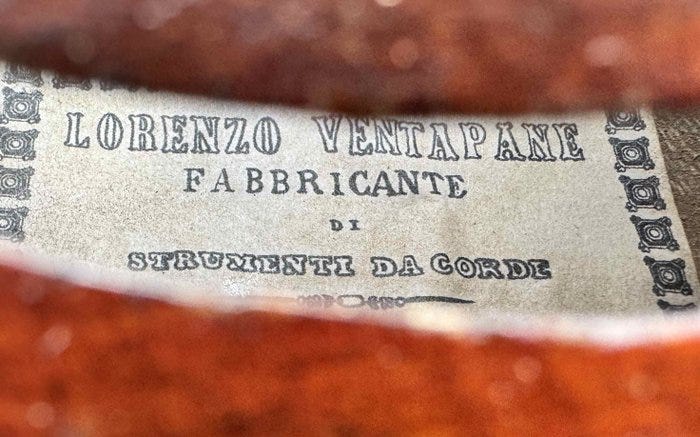 LORENZO VENTAPANE
FABBRICANTE
DI
STRUMENTI DA CORDE